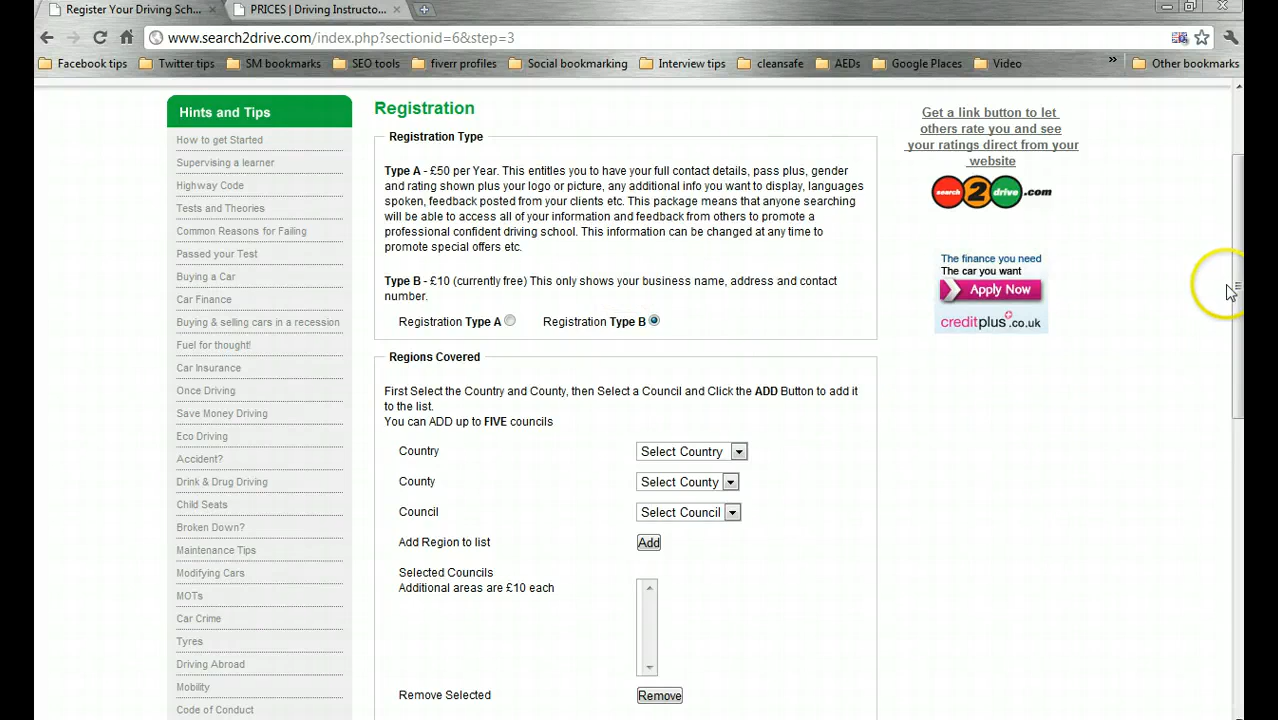 Register Your Driving Sch...
PRICES | Driving Instructo...
www.search2drive.com/index.php?sectionid=6&step=3
Facebook tips
Twitter tips
SM bookmarks
SEO tools
fiverr profiles
Social bookmarking
Interview tips
cleansafe
AEDs
Google Places
Video
»
Other bookmarks
Hints and Tips
How to get Started
Supervising a learner
Highway Code
Tests and Theories
Common Reasons for Failing
Passed your Test
Buying a Car
Car Finance
Buying & selling cars in a recession
Fuel for thought!
Car Insurance
Once Driving
Save Money Driving
Eco Driving
Accident?
Drink & Drug Driving
Child Seats
Broken Down?
Maintenance Tips
Modifying Cars
MOTs
Car Crime
Tyres
Driving Abroad
Mobility
Code of Conduct
Registration
Registration Type
Type A - £50 per Year. This entitles you to have your full contact details, pass plus, gender
and rating shown plus your logo or picture, any additional info you want to display, languages
spoken, feedback posted from your clients etc. This package means that anyone searching
will be able to access all of your information and feedback from others to promote a
professional confident driving school. This information can be changed at any time to
promote special offers etc.
Type B - £10 (currently free) This only shows your business name, address and contact
number.
Registration Type A
Registration Type B
Regions Covered
First Select the Country and County, then Select a Council and Click the ADD Button to add it
to the list.
You can ADD up to FIVE councils
Country
Select Country
County
Select County
Council
Select Council
Add Region to list
Add
Selected Councils
Additional areas are £10 each
Remove Selected
Remove
Get a link button to let
others rate you and see
your ratings direct from your
website
search 2 drive .com
The finance you need
The car you want
Apply Now
creditplus.co.uk